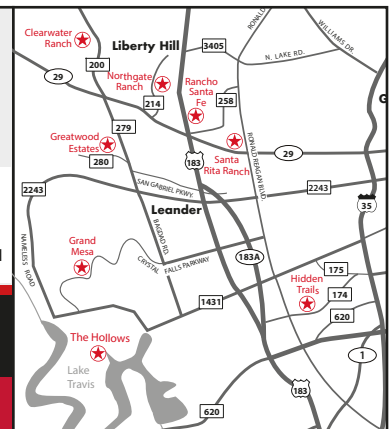 Clearwater
Ranch
Liberty Hill
RONALD
WILLIAMS DR.
3405
N. LAKE RD.
200
29
Northgate
Ranch
Rancho
Santa
Fe
214
258
G
279
Greatwood
Estates
280
183
Santa
Rita Ranch
RONALD REAGAN BLVD.
29
2243
SAN GABRIEL PKWY.
2243
35
Leander
NAMELESS ROAD
BAGDAD RD.
Grand
Mesa
CRYSTAL FALLS PARKWAY
183A
175
Hidden
Trails
174
1431
620
The Hollows
Lake
Travis
1
183
620